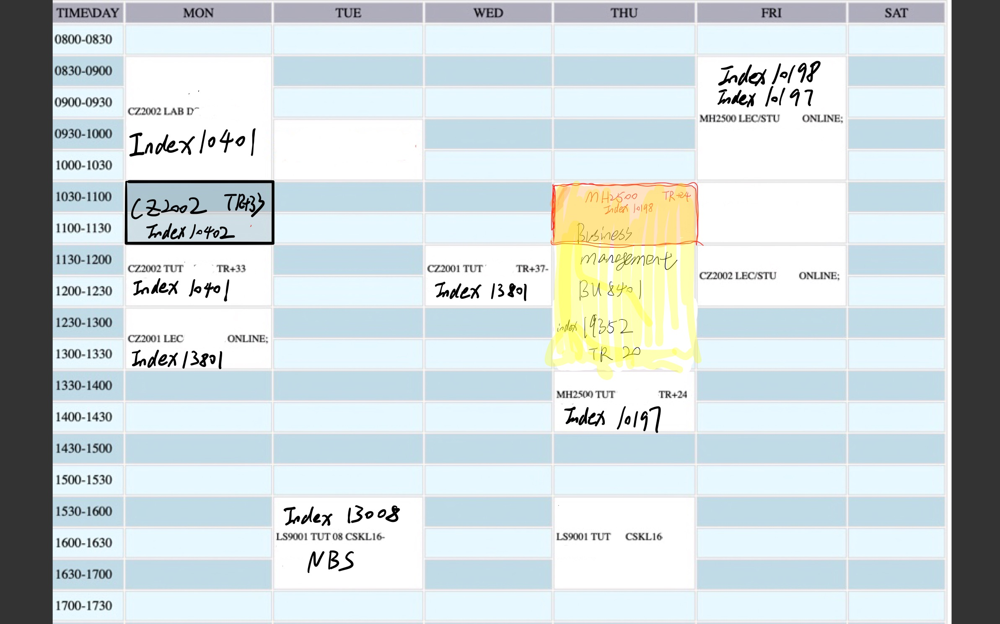 TIME\DAY MON TUE WED THU FRI SAT
0800-0830
0830-0900
0900-0930
0930-1000
1000-1030
1030-1100
1100-1130
1130-1200
1200-1230
1230-1300
1300-1330
1330-1400
1400-1430
1430-1500
1500-1530
1530-1600
1600-1630
1630-1700
1700-1730
CZ2002 LAB
Index 10401
CZ2002 TR+33
Index 10402
CZ2002 TUT TR+33
Index 10401
CZ2001 LEC ONLINE;
Index 13801
Index 13008
LS9001 TUT 08 CSKL16-
NBS
CZ2001 TUT TR+37-
Index 13801
MH2500 TR+24
Index 10198
Business
management
BU 8401
index 19352
TR 20
MH2500 TUT TR+24
Index 10197
LS9001 TUT CSKL16
Index 10198
Index 10197
MH2500 LEC/STU ONLINE;
CZ2002 LEC/STU ONLINE;